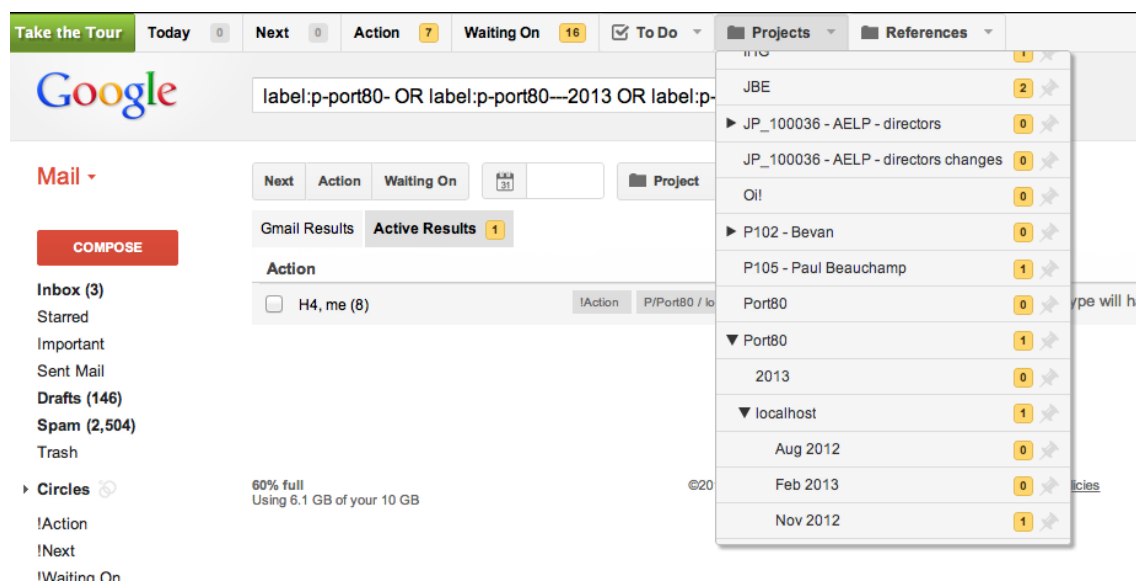 Take the Tour Today 0 Next 0 Action 7 Waiting On 16 To Do Projects References
1
Google
label:p-port80- OR label:p-port80---2013 OR label:p-
JBE 2
JP_100036 - AELP - directors 0
JP_100036 - AELP - directors changes 0
Oi! 0
P102 - Bevan 0
P105 - Paul Beauchamp 1
Port80 0
Port80 1
2013 0
localhost 1
Aug 2012 0
Feb 2013 0
Nov 2012 1
Mail
Next Action Waiting On 31 Project
Gmail Results Active Results 1
COMPOSE
Action
H4, me (8) !Action P/Port80 / lo ype will h
Inbox (3)
Starred
Important
Sent Mail
Drafts (146)
Spam (2,504)
Trash
Circles
!Action
!Next
!Waiting On
60% full
Using 6.1 GB of your 10 GB
©20 licies